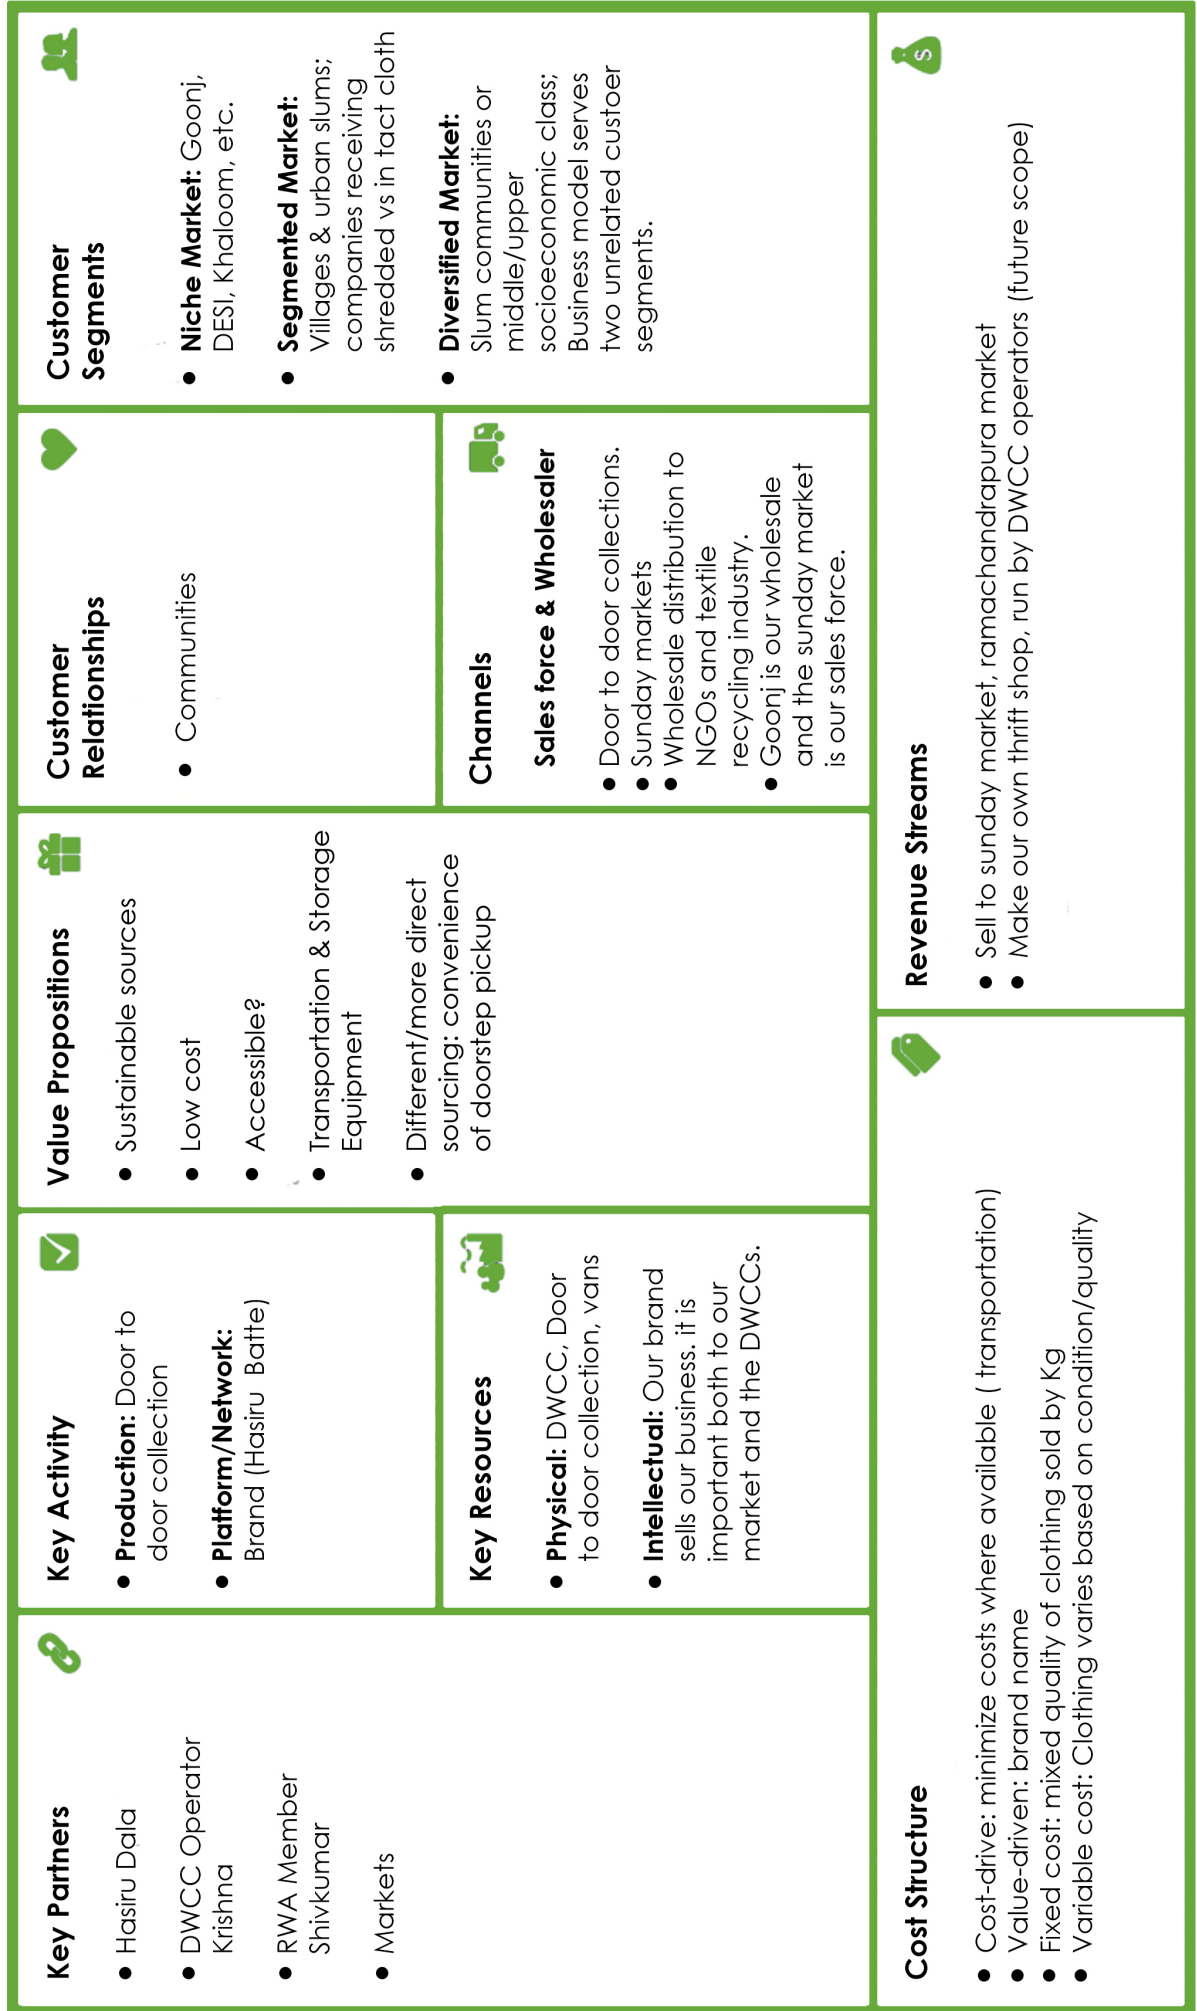 Key Partners
● Hasiru Dala
● DWCC Operator
Krishna
● RWA Member
Shivkumar
● Markets
Key Activity
● Production: Door to
door collection
● Platform/Network:
Brand (Hasiru Batte)
Key Resources
● Physical: DWCC, Door
to door collection, vans
● Intellectual: Our brand
sells our business. it is
important both to our
market and the DWCCs.
Value Propositions
● Sustainable sources
● Low cost
● Accessible?
● Transportation & Storage
Equipment
● Different/more direct
sourcing: convenience
of doorstep pickup
Customer
Relationships
● Communities
Channels
Sales force & Wholesaler
● Door to door collections.
● Sunday markets
● Wholesale distribution to
NGOs and textile
recycling industry.
● Goonj is our wholesale
and the sunday market
is our sales force.
Customer
Segments
● Niche Market: Goonj,
DESI, Khaloom, etc.
● Segmented Market:
Villages & urban slums;
companies receiving
shredded vs in tact cloth
● Diversified Market:
Slum communities or
middle/upper
socioeconomic class;
Business model serves
two unrelated custoer
segments.
Cost Structure
● Cost-drive: minimize costs where available ( transportation)
● Value-driven: brand name
● Fixed cost: mixed quality of clothing sold by Kg
● Variable cost: Clothing varies based on condition/quality
Revenue Streams
$
● Sell to sunday market, ramachandrapura market
● Make our own thrift shop, run by DWCC operators (future scope)